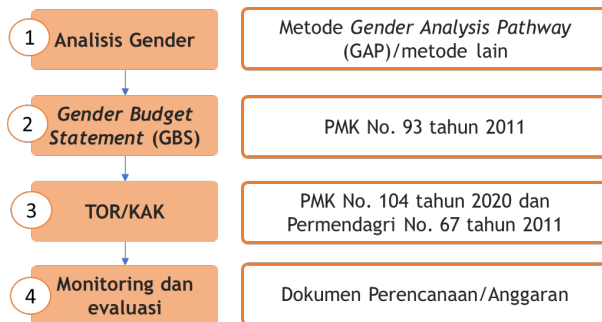 1
Analisis Gender
Metode Gender Analysis Pathway
(GAP)/metode lain
2
Gender Budget
Statement (GBS)
PMK No. 93 tahun 2011
3
TOR/KAK
PMK No. 104 tahun 2020 dan
Permendagri No. 67 tahun 2011
4
Monitoring dan
evaluasi
Dokumen Perencanaan/Anggaran